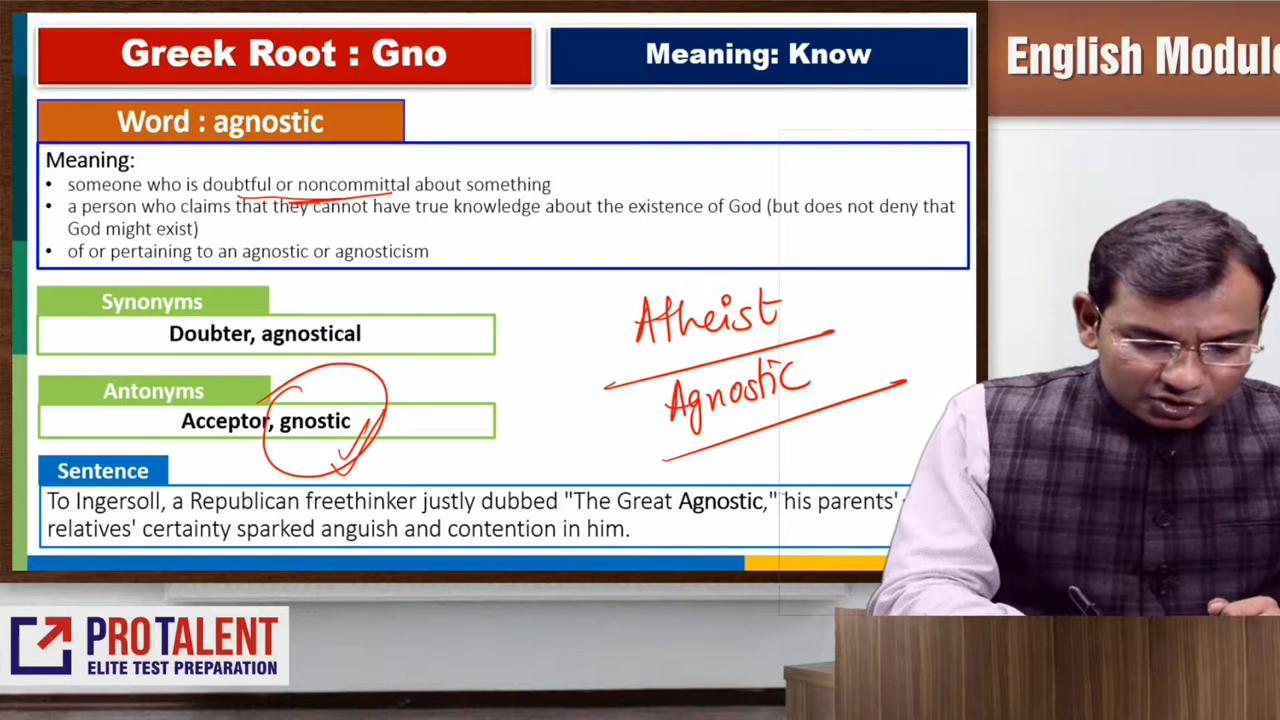 Greek Root : Gno
Meaning: Know
English Module
Word : agnostic
Meaning:
• someone who is doubtful or noncommittal about something
• a person who claims that they cannot have true knowledge about the existence of God (but does not deny that
God might exist)
• of or pertaining to an agnostic or agnosticism
Synonyms
Doubter, agnostical
Atheist
Agnostic
Antonyms
Acceptor, gnostic
Sentence
To Ingersoll, a Republican freethinker justly dubbed "The Great Agnostic," his parents'
relatives' certainty sparked anguish and contention in him.
PROTALENT
ELITE TEST PREPARATION